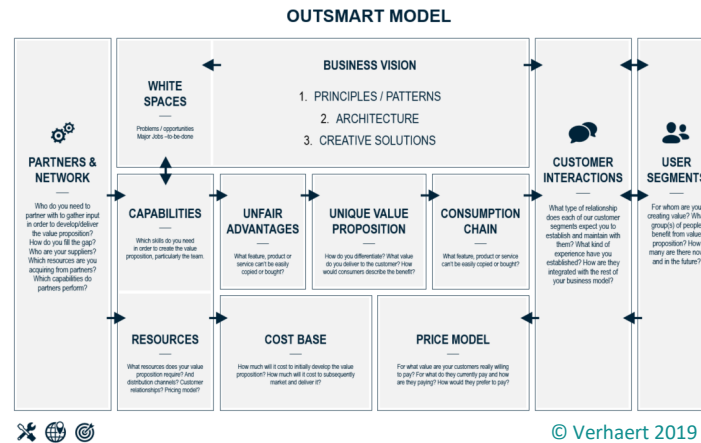 OUTSMART MODEL
PARTNERS &
NETWORK
Who do you need to
partner with to gather input
in order to develop/deliver
the value proposition?
How do you fill the gap?
Who are your suppliers?
Which resources are you
acquiring from partners?
Which capabilities do
partners perform?
WHITE
SPACES
Problems / opportunities
Major Jobs –to-be-done
BUSINESS VISION
1. PRINCIPLES / PATTERNS
2. ARCHITECTURE
3. CREATIVE SOLUTIONS
CAPABILITIES
Which skills do you need
in order to create the value
proposition, particularly the team.
UNFAIR
ADVANTAGES
What feature, product or
service can't be easily
copied or bought?
UNIQUE VALUE
PROPOSITION
How do you differentiate? What value
do you deliver to the customer? How
would consumers describe the benefit?
CONSUMPTION
CHAIN
What feature, product or service
can't be easily copied or bought?
RESOURCES
What resources does your value
proposition require? And
distribution channels? Customer
relationships? Pricing model?
COST BASE
How much will it cost to initially develop the value
proposition? How much will it cost to subsequently
market and deliver it?
PRICE MODEL
For what value are your customers really willing
to pay? For what do they currently pay and how
are they paying? How would they prefer to pay?
CUSTOMER
INTERACTIONS
What type of relationship
does each of our customer
segments expect you to
establish and maintain with
them? What kind of
experience have you
established? How are they
integrated with the rest of
your business model?
USER
SEGMENTS
For whom are you
creating value?
group(s) of people
benefit from value
proposition? How
many are there now
and in the future?
© Verhaert 2019